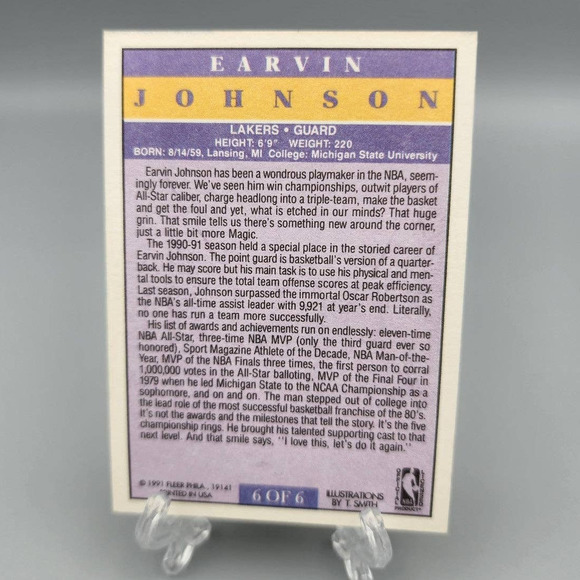 EARVIN
JOHNSON
LAKERS • GUARD
HEIGHT: 6'9" WEIGHT: 220
BORN: 8/14/59, Lansing, MI College: Michigan State University
Earvin Johnson has been a wondrous playmaker in the NBA, seem-
ingly forever. We've seen him win championships, outwit players of
All-Star caliber, charge headlong into a triple-team, make the basket
and get the foul and yet, what is etched in our minds? That huge
grin. That smile tells us there's something new around the corner,
just a little bit more Magic.
The 1990-91 season held a special place in the storied career of
Earvin Johnson. The point guard is basketball's version of a quarter-
back. He may score but his main task is to use his physical and men-
tal tools to ensure the total team offense scores at peak efficiency.
Last season, Johnson surpassed the immortal Oscar Robertson as
the NBA's all-time assist leader with 9,921 at year's end. Literally,
no one has run a team more successfully.
His list of awards and achievements run on endlessly: eleven-time
NBA All-Star, three-time NBA MVP (only the third guard ever so
honored), Sport Magazine Athlete of the Decade, NBA Man-of-the-
Year, MVP of the NBA Finals three times, the first person to corral
1,000,000 votes in the All-Star balloting, MVP of the Final Four in
1979 when he led Michigan State to the NCAA Championship as a
sophomore, and on and on. The man stepped out of college into
the lead role of the most successful basketball franchise of the 80's.
It's not the awards and the milestones that tell the story. It's the five
championship rings. He brought his talented supporting cast to that
next level. And that smile says, "I love this, let's do it again."
© 1991 FLEER PHILA., 19141
PRINTED IN USA
6 OF 6
ILLUSTRATIONS
BY T. SMITH
NBA